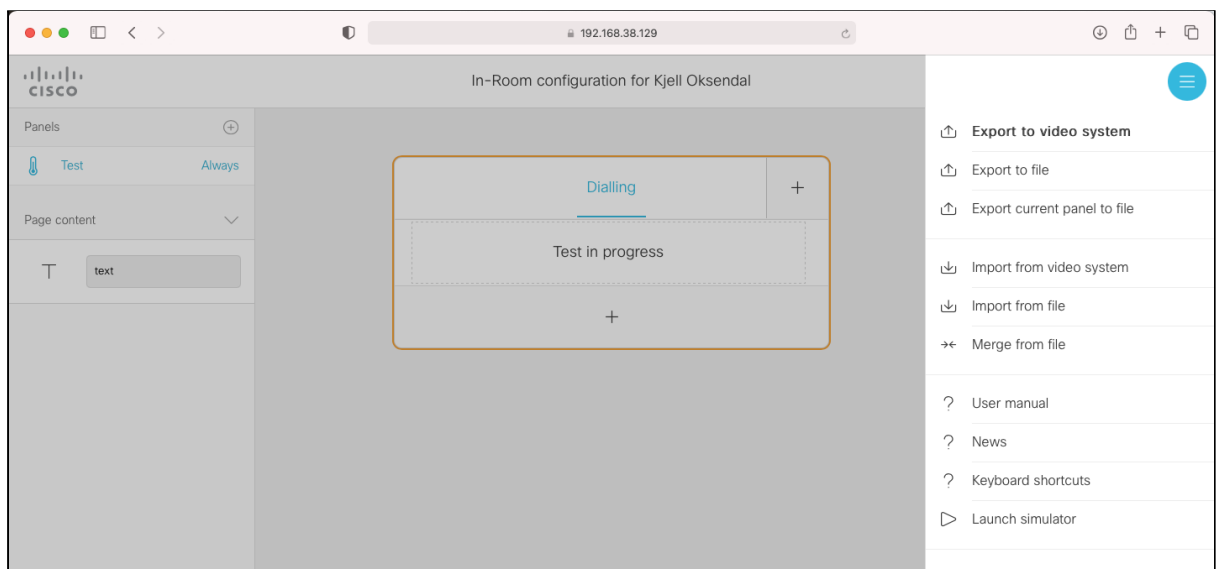 192.168.38.129
CISCO
In-Room configuration for Kjell Oksendal
Panels
Test Always
Page content
text
Dialling
Test in progress
Export to video system
Export to file
Export current panel to file
Import from video system
Import from file
Merge from file
User manual
News
Keyboard shortcuts
Launch simulator